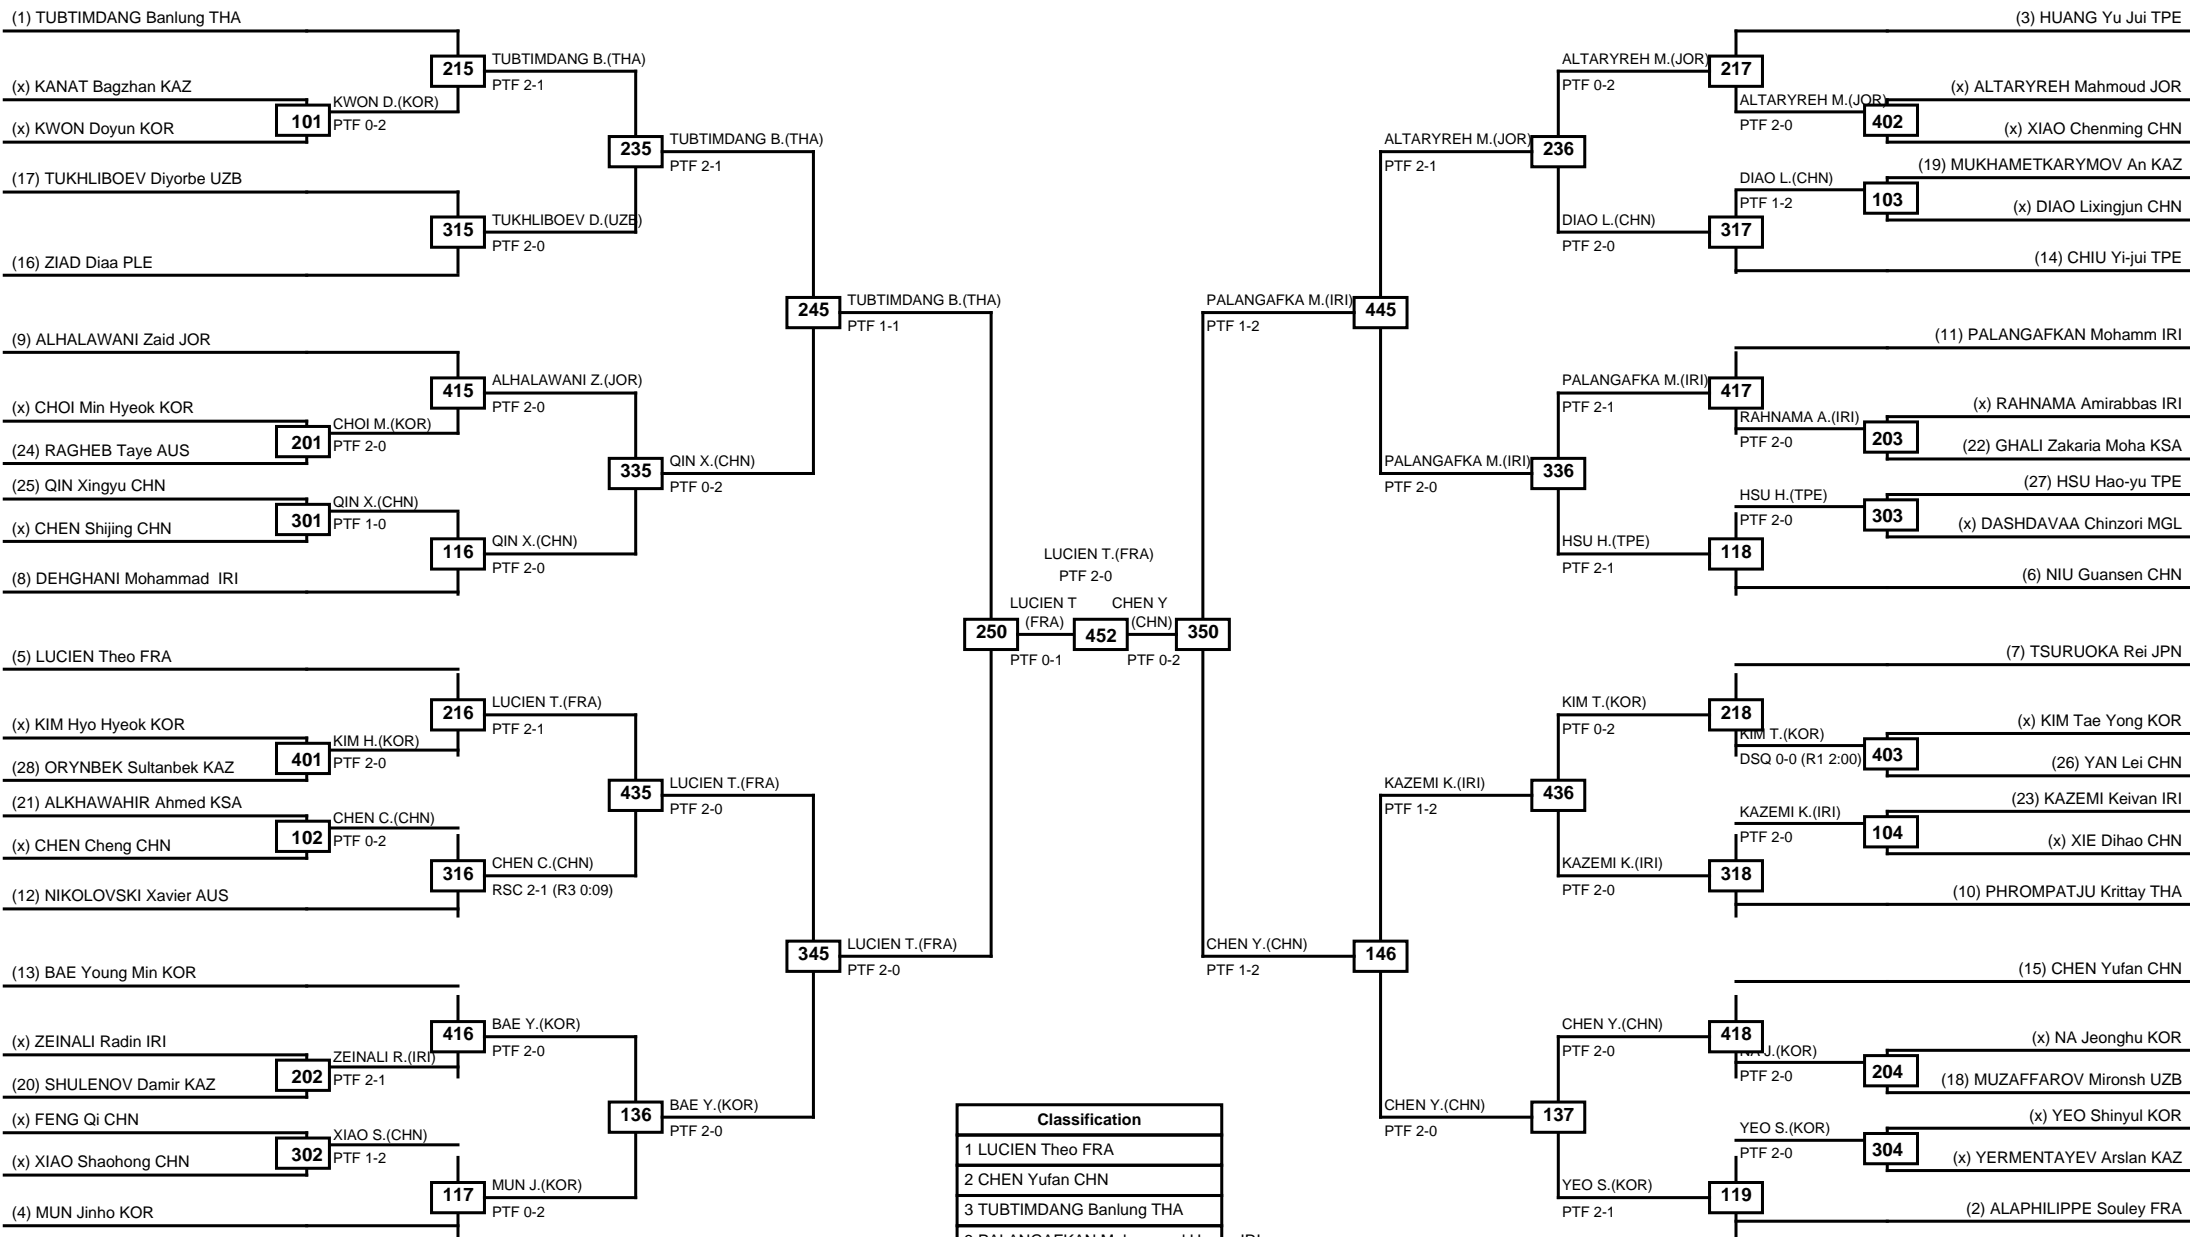 (1) TUBTIMDANG Banlung THA
215
TUBTIMDANG B.(THA)
PTF 2-1
(x) KANAT Bagzhan KAZ
101
KWON D.(KOR)
PTF 0-2
(x) KWON Doyun KOR
235
TUBTIMDANG B.(THA)
PTF 2-1
(17) TUKHLIBOEV Diyorbe UZB
315
TUKHLIBOEV D.(UZB)
PTF 2-0
(16) ZIAD Diaa PLE
245
TUBTIMDANG B.(THA)
PTF 1-1
(9) ALHALAWANI Zaid JOR
415
ALHALAWANI Z.(JOR)
PTF 2-0
(x) CHOI Min Hyeok KOR
201
CHOI M.(KOR)
PTF 2-0
(24) RAGHEB Taye AUS
335
QIN X.(CHN)
PTF 0-2
(25) QIN Xingyu CHN
301
QIN X.(CHN)
PTF 1-0
(x) CHEN Shijing CHN
116
QIN X.(CHN)
PTF 2-0
(8) DEHGHANI Mohammad  IRI
(5) LUCIEN Theo FRA
216
LUCIEN T.(FRA)
PTF 2-1
(x) KIM Hyo Hyeok KOR
401
KIM H.(KOR)
PTF 2-0
(28) ORYNBEK Sultanbek KAZ
435
LUCIEN T.(FRA)
PTF 2-0
(21) ALKHAWAHIR Ahmed KSA
102
CHEN C.(CHN)
PTF 0-2
(x) CHEN Cheng CHN
316
CHEN C.(CHN)
RSC 2-1 (R3 0:09)
(12) NIKOLOVSKI Xavier AUS
345
LUCIEN T.(FRA)
PTF 2-0
(13) BAE Young Min KOR
416
BAE Y.(KOR)
PTF 2-0
(x) ZEINALI Radin IRI
202
ZEINALI R.(IRI)
PTF 2-1
(20) SHULENOV Damir KAZ
136
BAE Y.(KOR)
PTF 2-0
(x) FENG Qi CHN
302
XIAO S.(CHN)
PTF 1-2
(x) XIAO Shaohong CHN
117
MUN J.(KOR)
PTF 0-2
(4) MUN Jinho KOR
LUCIEN T.(FRA)
PTF 2-0
250
LUCIEN T
(FRA)
PTF 0-1
452
CHEN Y
(CHN)
PTF 0-2
350
(3) HUANG Yu Jui TPE
ALTARYREH M.(JOR)
PTF 0-2
217
(x) ALTARYREH Mahmoud JOR
ALTARYREH M.(JOR)
PTF 2-0
402
(x) XIAO Chenming CHN
ALTARYREH M.(JOR)
PTF 2-1
236
(19) MUKHAMETKARYMOV An KAZ
DIAO L.(CHN)
PTF 1-2
103
(x) DIAO Lixingjun CHN
DIAO L.(CHN)
PTF 2-0
317
(14) CHIU Yi-jui TPE
PALANGAFKA M.(IRI)
PTF 1-2
445
(11) PALANGAFKAN Mohamm IRI
PALANGAFKA M.(IRI)
PTF 2-1
417
(x) RAHNAMA Amirabbas IRI
RAHNAMA A.(IRI)
PTF 2-0
203
(22) GHALI Zakaria Moha KSA
PALANGAFKA M.(IRI)
PTF 2-0
336
(27) HSU Hao-yu TPE
HSU H.(TPE)
PTF 2-0
303
(x) DASHDAVAA Chinzori MGL
HSU H.(TPE)
PTF 2-1
118
(6) NIU Guansen CHN
(7) TSURUOKA Rei JPN
KIM T.(KOR)
PTF 0-2
218
(x) KIM Tae Yong KOR
KIM T.(KOR)
DSQ 0-0 (R1 2:00)
403
(26) YAN Lei CHN
KAZEMI K.(IRI)
PTF 1-2
436
(23) KAZEMI Keivan IRI
KAZEMI K.(IRI)
PTF 2-0
104
(x) XIE Dihao CHN
KAZEMI K.(IRI)
PTF 2-0
318
(10) PHROMPATJU Krittay THA
CHEN Y.(CHN)
PTF 1-2
146
(15) CHEN Yufan CHN
CHEN Y.(CHN)
PTF 2-0
418
(x) NA Jeonghu KOR
NA J.(KOR)
PTF 2-0
204
(18) MUZAFFAROV Mironsh UZB
CHEN Y.(CHN)
PTF 2-0
137
(x) YEO Shinyul KOR
YEO S.(KOR)
PTF 2-0
304
(x) YERMENTAYEV Arslan KAZ
YEO S.(KOR)
PTF 2-1
119
(2) ALAPHILIPPE Souley FRA
Classification
1 LUCIEN Theo FRA
2 CHEN Yufan CHN
3 TUBTIMDANG Banlung THA